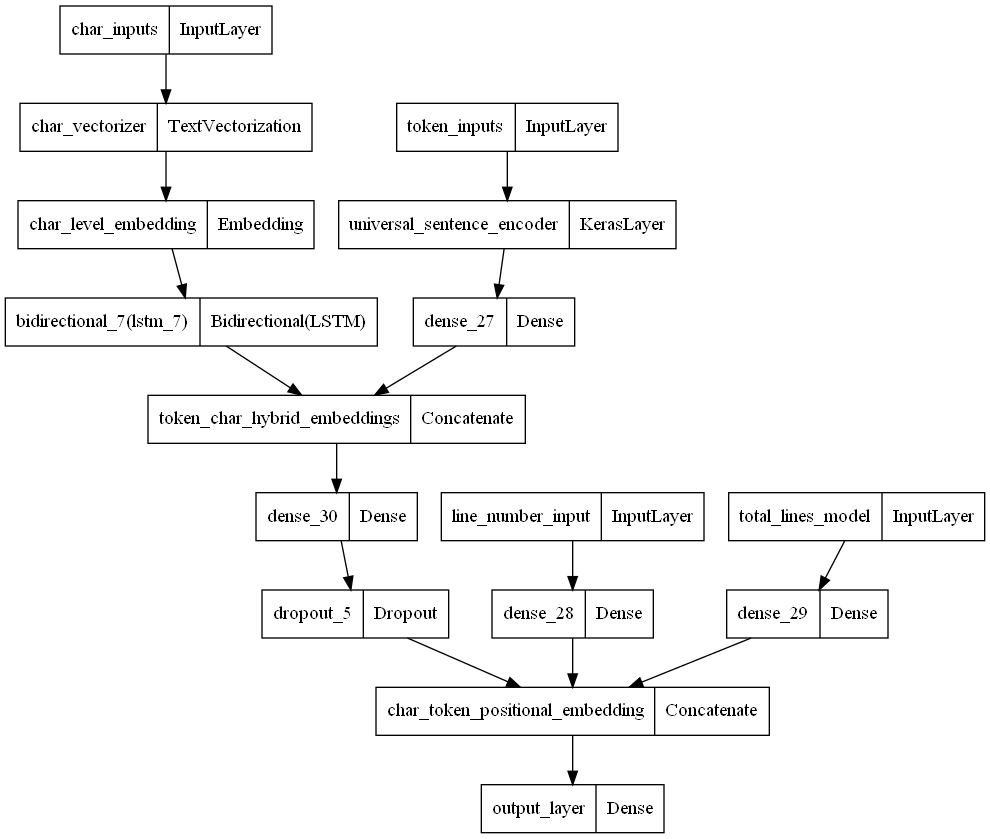 char_inputs InputLayer
char_vectorizer TextVectorization
token_inputs InputLayer
char_level_embedding Embedding
universal_sentence_encoder KerasLayer
bidirectional_7(lstm_7) Bidirectional(LSTM)
dense_27 Dense
token_char_hybrid_embeddings Concatenate
dense_30 Dense
line_number_input InputLayer
total_lines_model InputLayer
dropout_5 Dropout
dense_28 Dense
dense_29 Dense
char_token_positional_embedding Concatenate
output_layer Dense